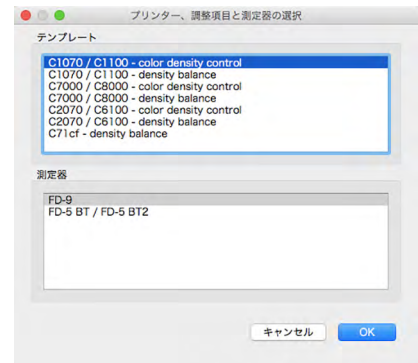 プリンター、調整項目と測定器の選択
テンプレート
C1070 / C1100 - color density control
C1070 / C1100 - density balance
C7000 / C8000 - color density control
C7000 / C8000 - density balance
C2070 / C6100 - color density control
C2070 / C6100 - density balance
C71cf - density balance
測定器
FD-9
FD-5 BT / FD-5 BT2
キャンセル
OK